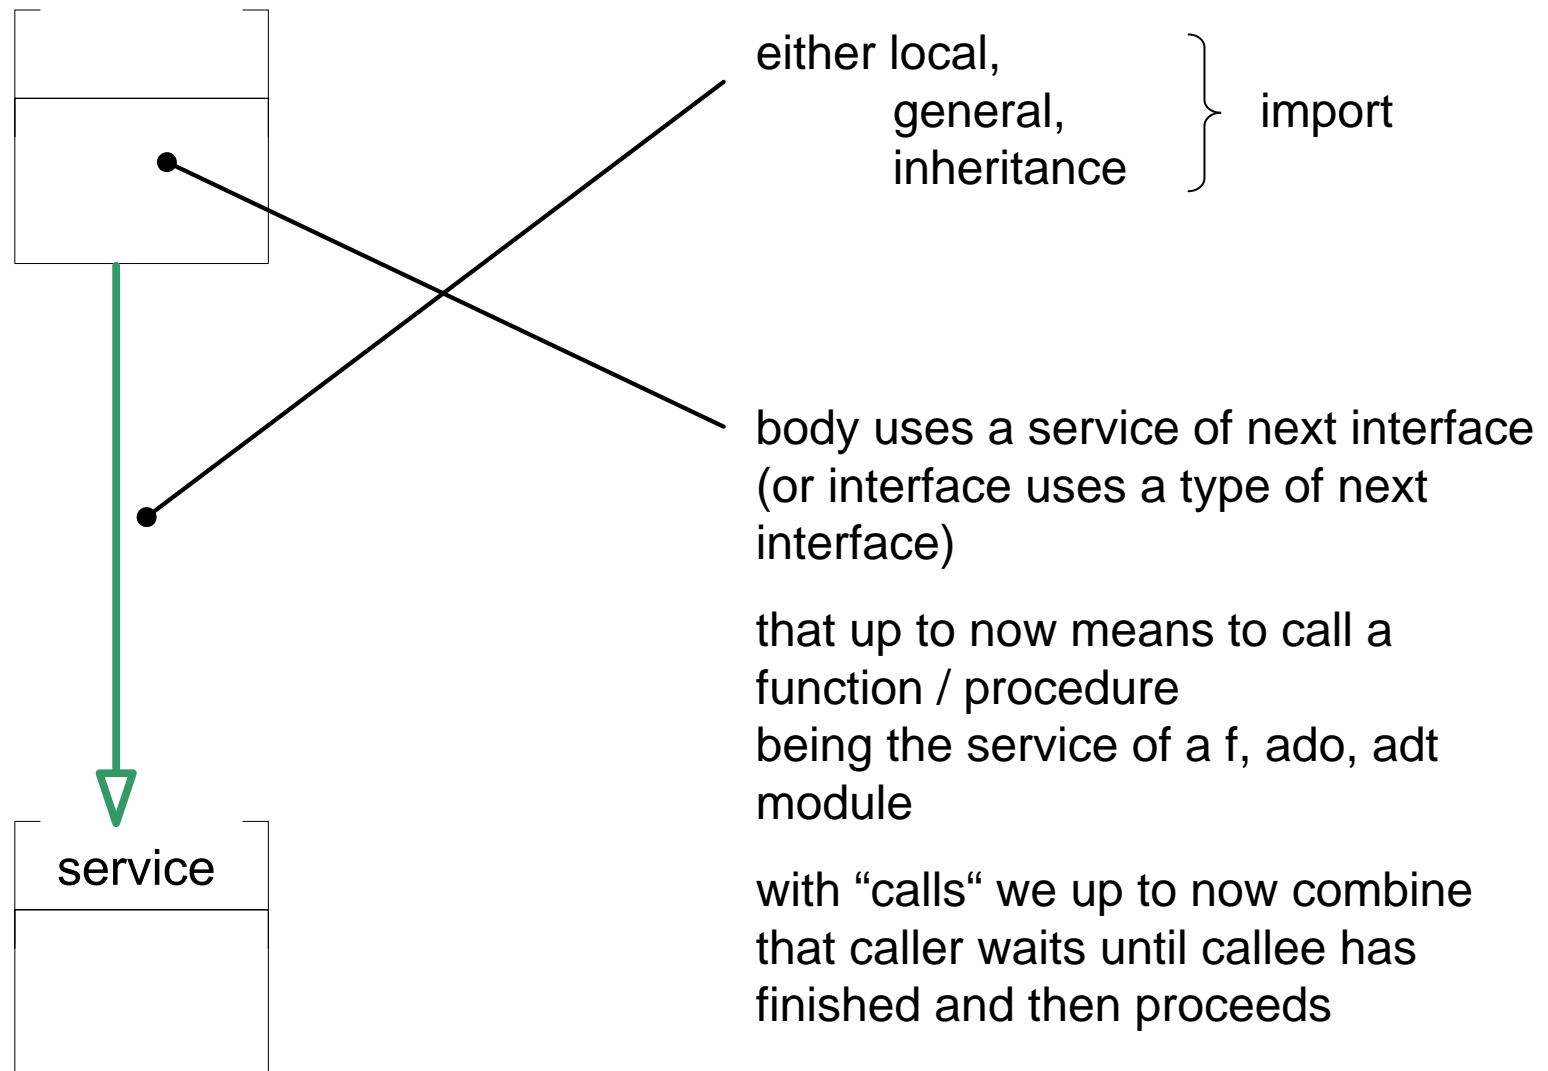 either local,
general,
inheritance
import
body uses a service of next interface
(or interface uses a type of next
interface)
that up to now means to call a
function / procedure
being the service of a f, ado, adt
module
service
with “calls“ we up to now combine
that caller waits until callee has
finished and then proceeds